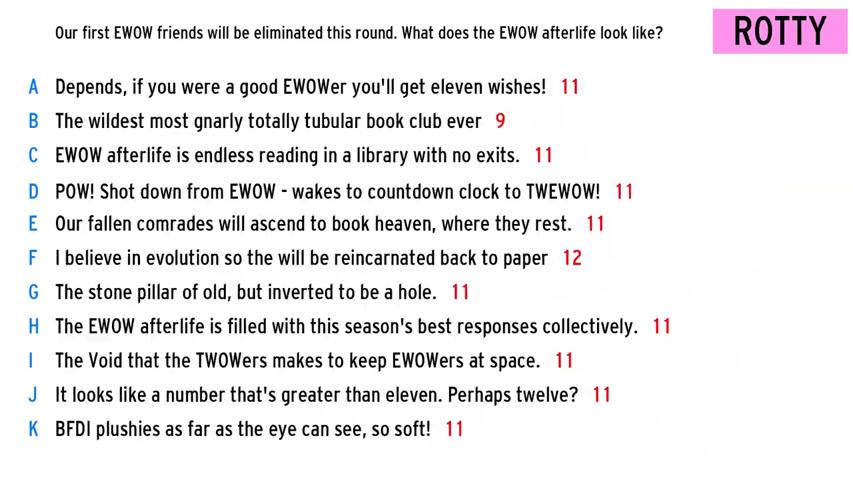 Our first EWOW friends will be eliminated this round. What does the EWOW afterlife look like?
ROTTY
A Depends, if you were a good EWOWer you'll get eleven wishes! 11
B The wildest most gnarly totally tubular book club ever 9
C EWOW afterlife is endless reading in a library with no exits. 11
D POW! Shot down from EWOW - wakes to countdown clock to TWEWOW! 11
E Our fallen comrades will ascend to book heaven, where they rest. 11
F I believe in evolution so the will be reincarnated back to paper 12
G The stone pillar of old, but inverted to be a hole. 11
H The EWOW afterlife is filled with this season's best responses collectively. 11
I The Void that the TWOWers makes to keep EWOWers at space. 11
J It looks like a number that's greater than eleven. Perhaps twelve? 11
K BFDI plushies as far as the eye can see, so soft! 11